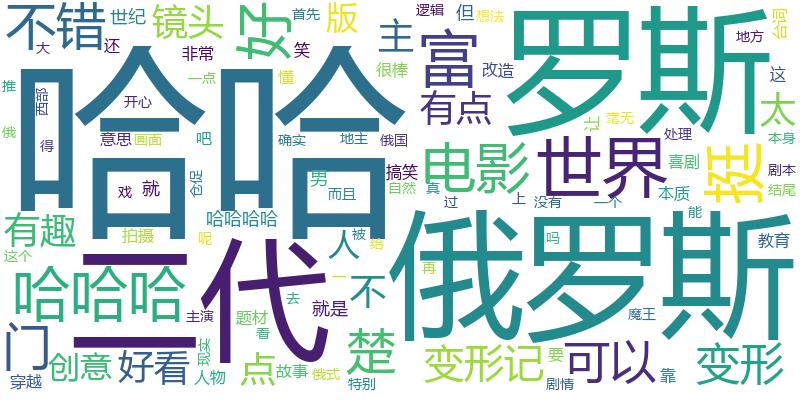 不错
世纪
镜头
好
首先
版
逻辑
但
想法
台词
大
还
非常
笑
主
富
罗斯
地方
推
西部
开心
一点
懂
很棒
改造
有点
这
太
哈哈
俄
得
意思
画面
吧
确实
地主
俄国
让
毫无
处理
本身
搞笑
电影
世界
挺
喜剧
剧本
戏
就
仓促
男
而且
自然
真
本质
结尾
有趣
哈哈哈哈
过
上
没有
一个
能
这个
拍摄
呢
人
被
给
俄罗斯
吗
教育
二代
哈哈哈
一
不
再
去
就是
主演
题材
看
魔王
门
创意
好看
现实
点
故事
楚
变形记
要
可以
变形
穿越
人物
俄式
特别
剧情
靠